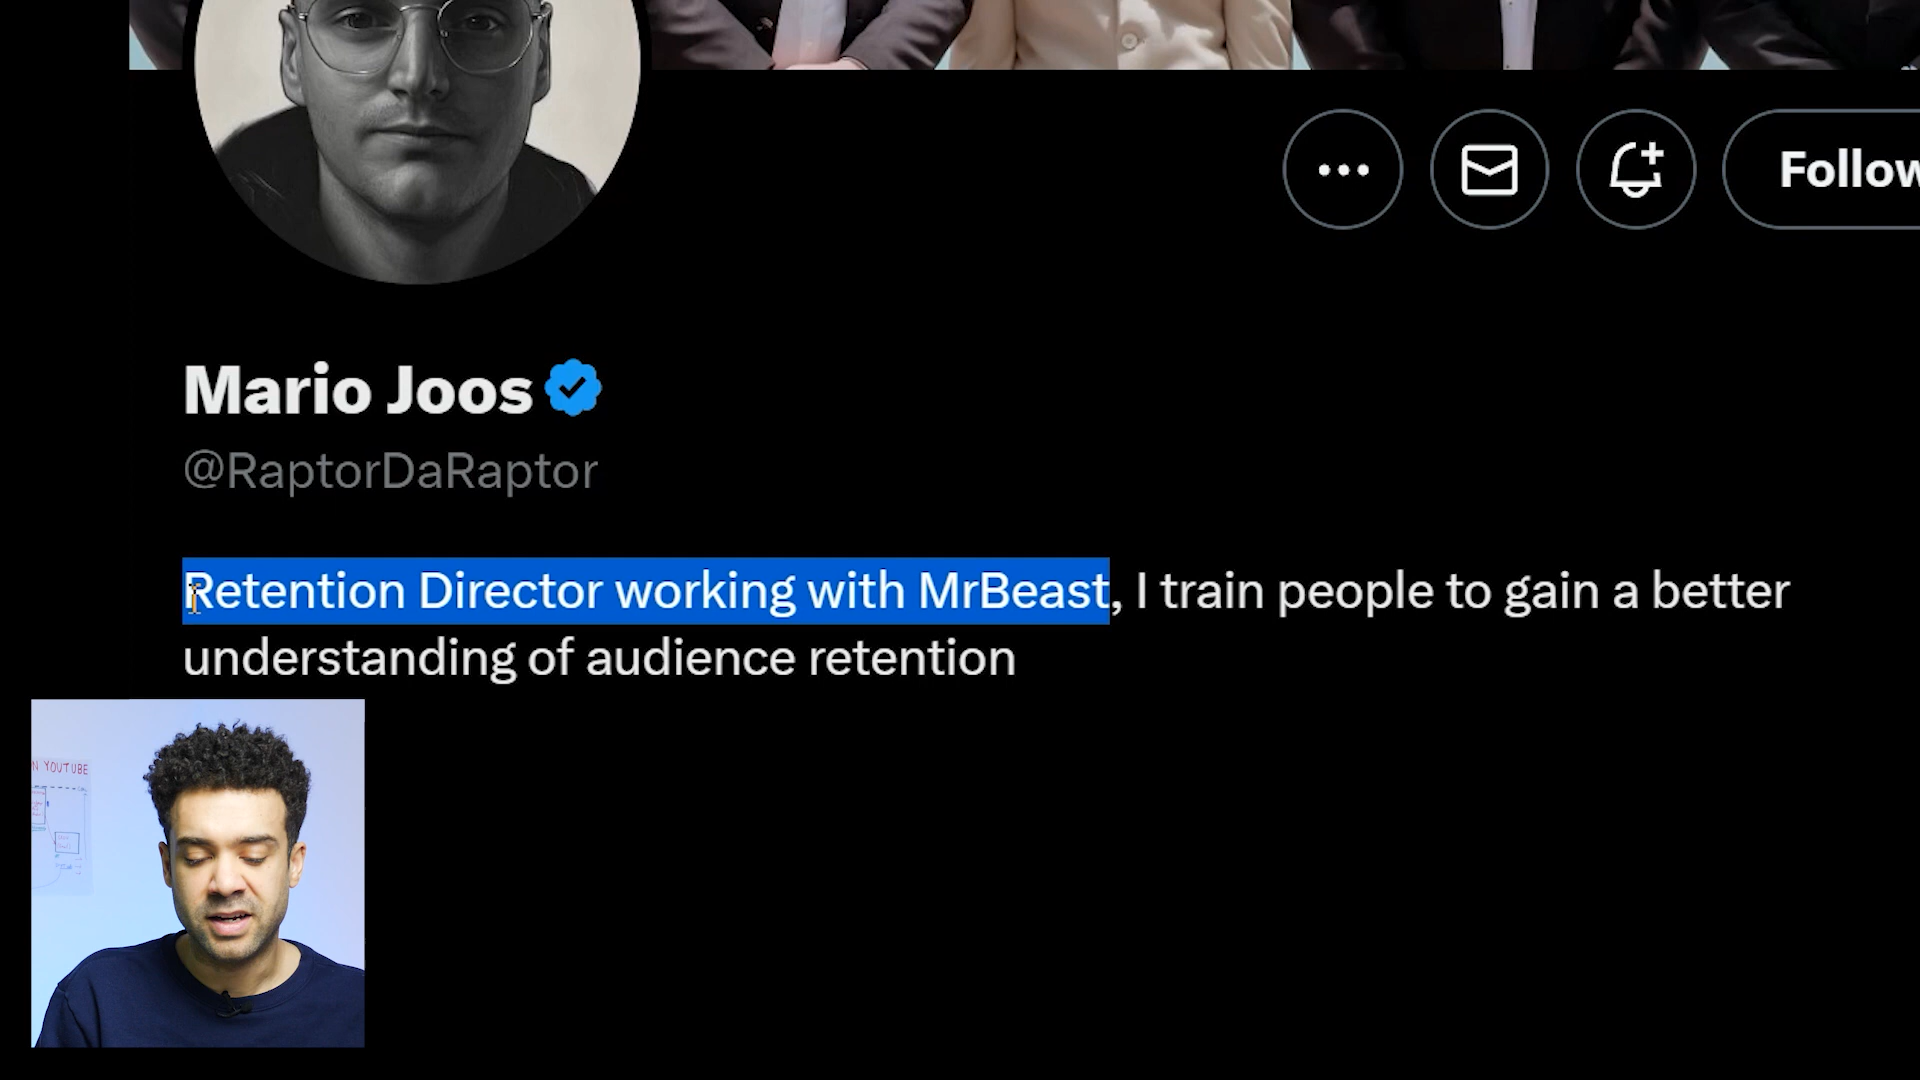 Follow
Mario Joos
@RaptorDaRaptor
Retention Director working with MrBeast, I train people to gain a better
understanding of audience retention
N YOUTUBE